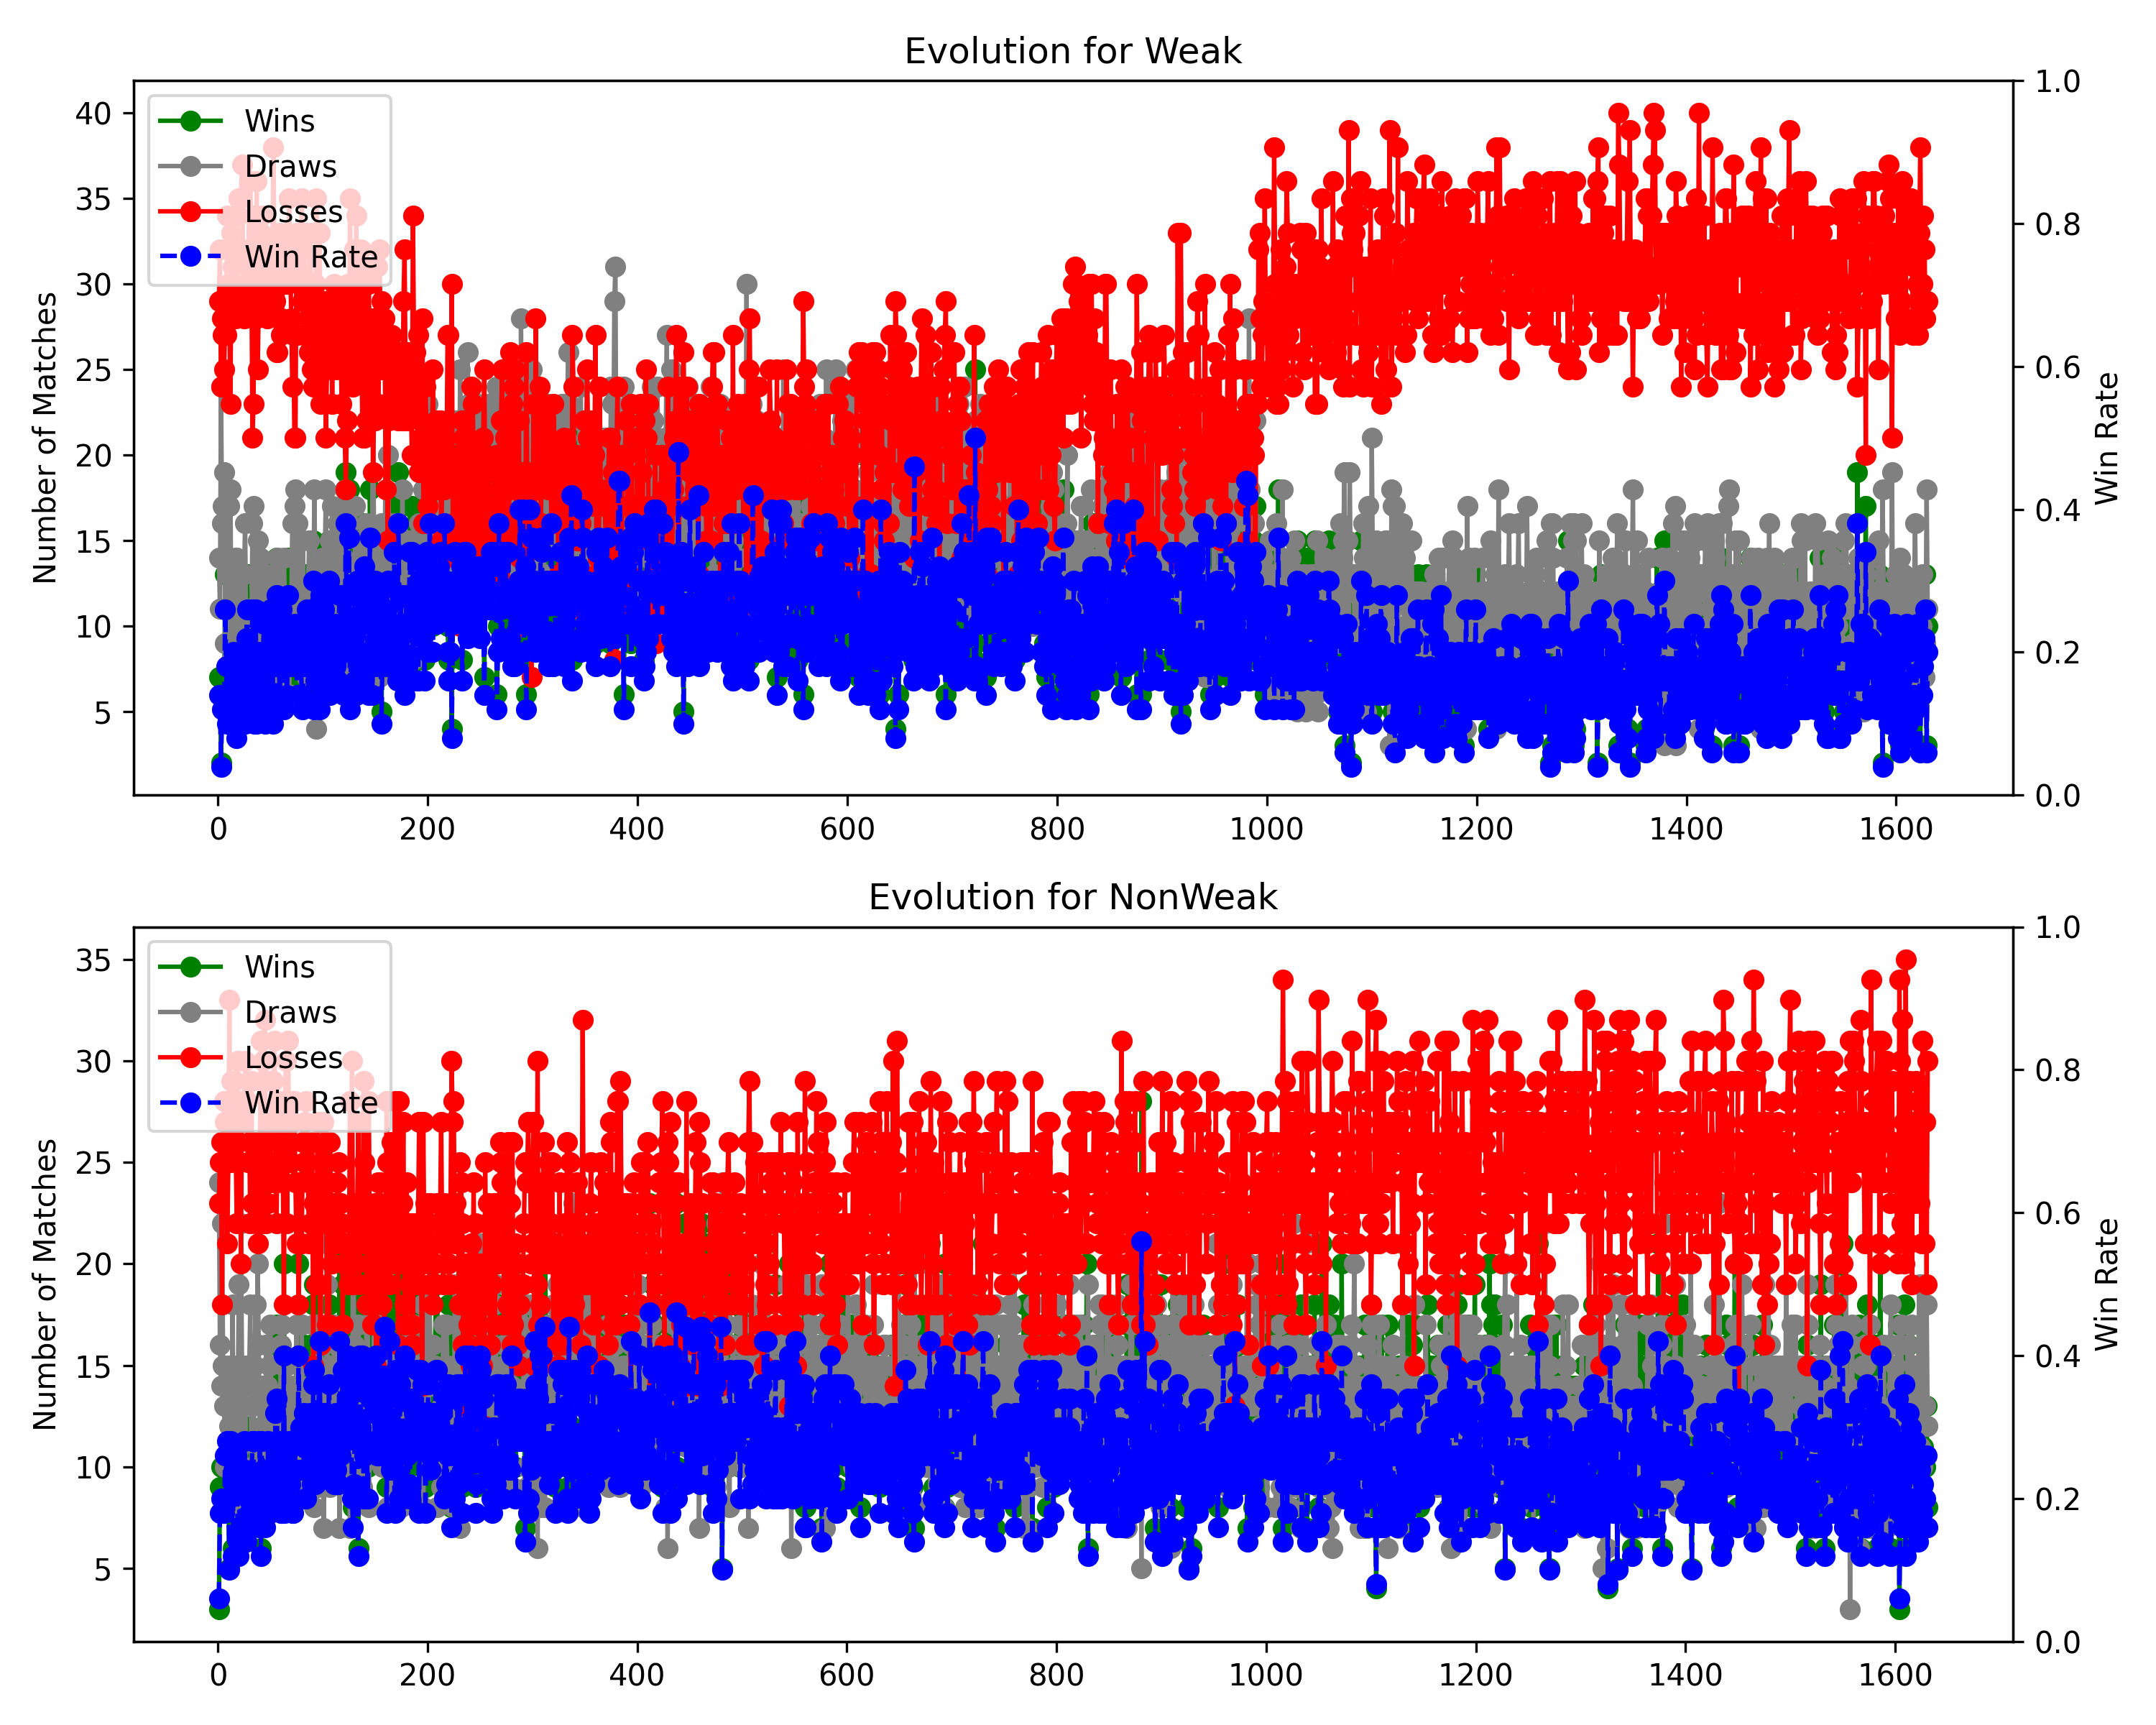 Evolution for Weak
Number of Matches
40
35
30
25
20
15
10
5
Wins
Draws
Losses
Win Rate
1.0
0.8
0.6
0.4
0.2
0.0
Win Rate
0 200 400 600 800 1000 1200 1400 1600
Evolution for NonWeak
Number of Matches
35
30
25
20
15
10
5
Wins
Draws
Losses
Win Rate
1.0
0.8
0.6
0.4
0.2
0.0
Win Rate
0 200 400 600 800 1000 1200 1400 1600